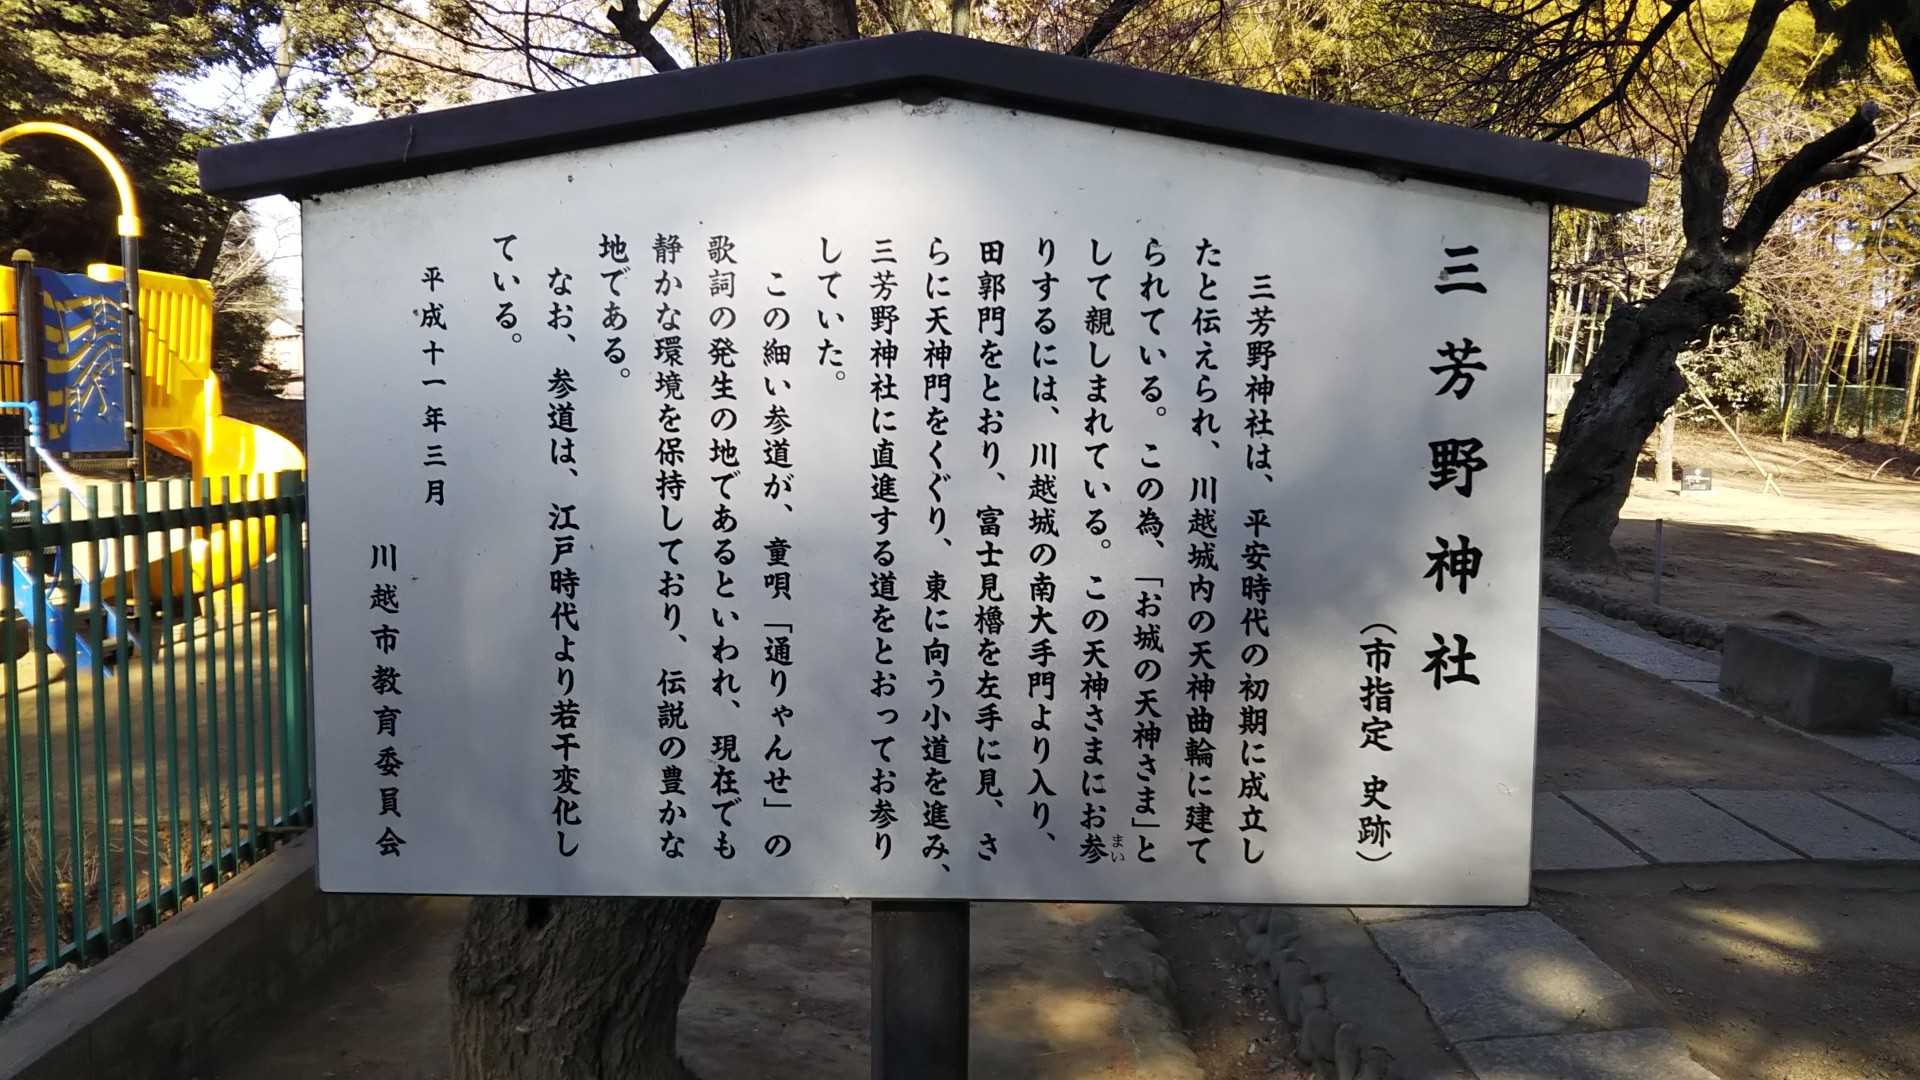 三芳野神社
（市指定　史跡）
三芳野神社は、平安時代の初期に成立し
たと伝えられ、川越城内の天神曲輪に建て
られている。この為、「お城の天神さま」と
して親しまれている。この天神さまにお参
まい
りするには、川越城の南大手門より入り、
田郭門をとおり、富士見櫓を左手に見、さ
らに天神門をくぐり、東に向う小道を進み、
三芳野神社に直進する道をとおってお参り
していた。
この細い参道が、童唄「通りゃんせ」の
歌詞の発生の地であるといわれ、現在でも
静かな環境を保持しており、伝説の豊かな
地である。
なお、参道は、江戸時代より若干変化し
ている。
平成十一年三月
川越市教育委員会